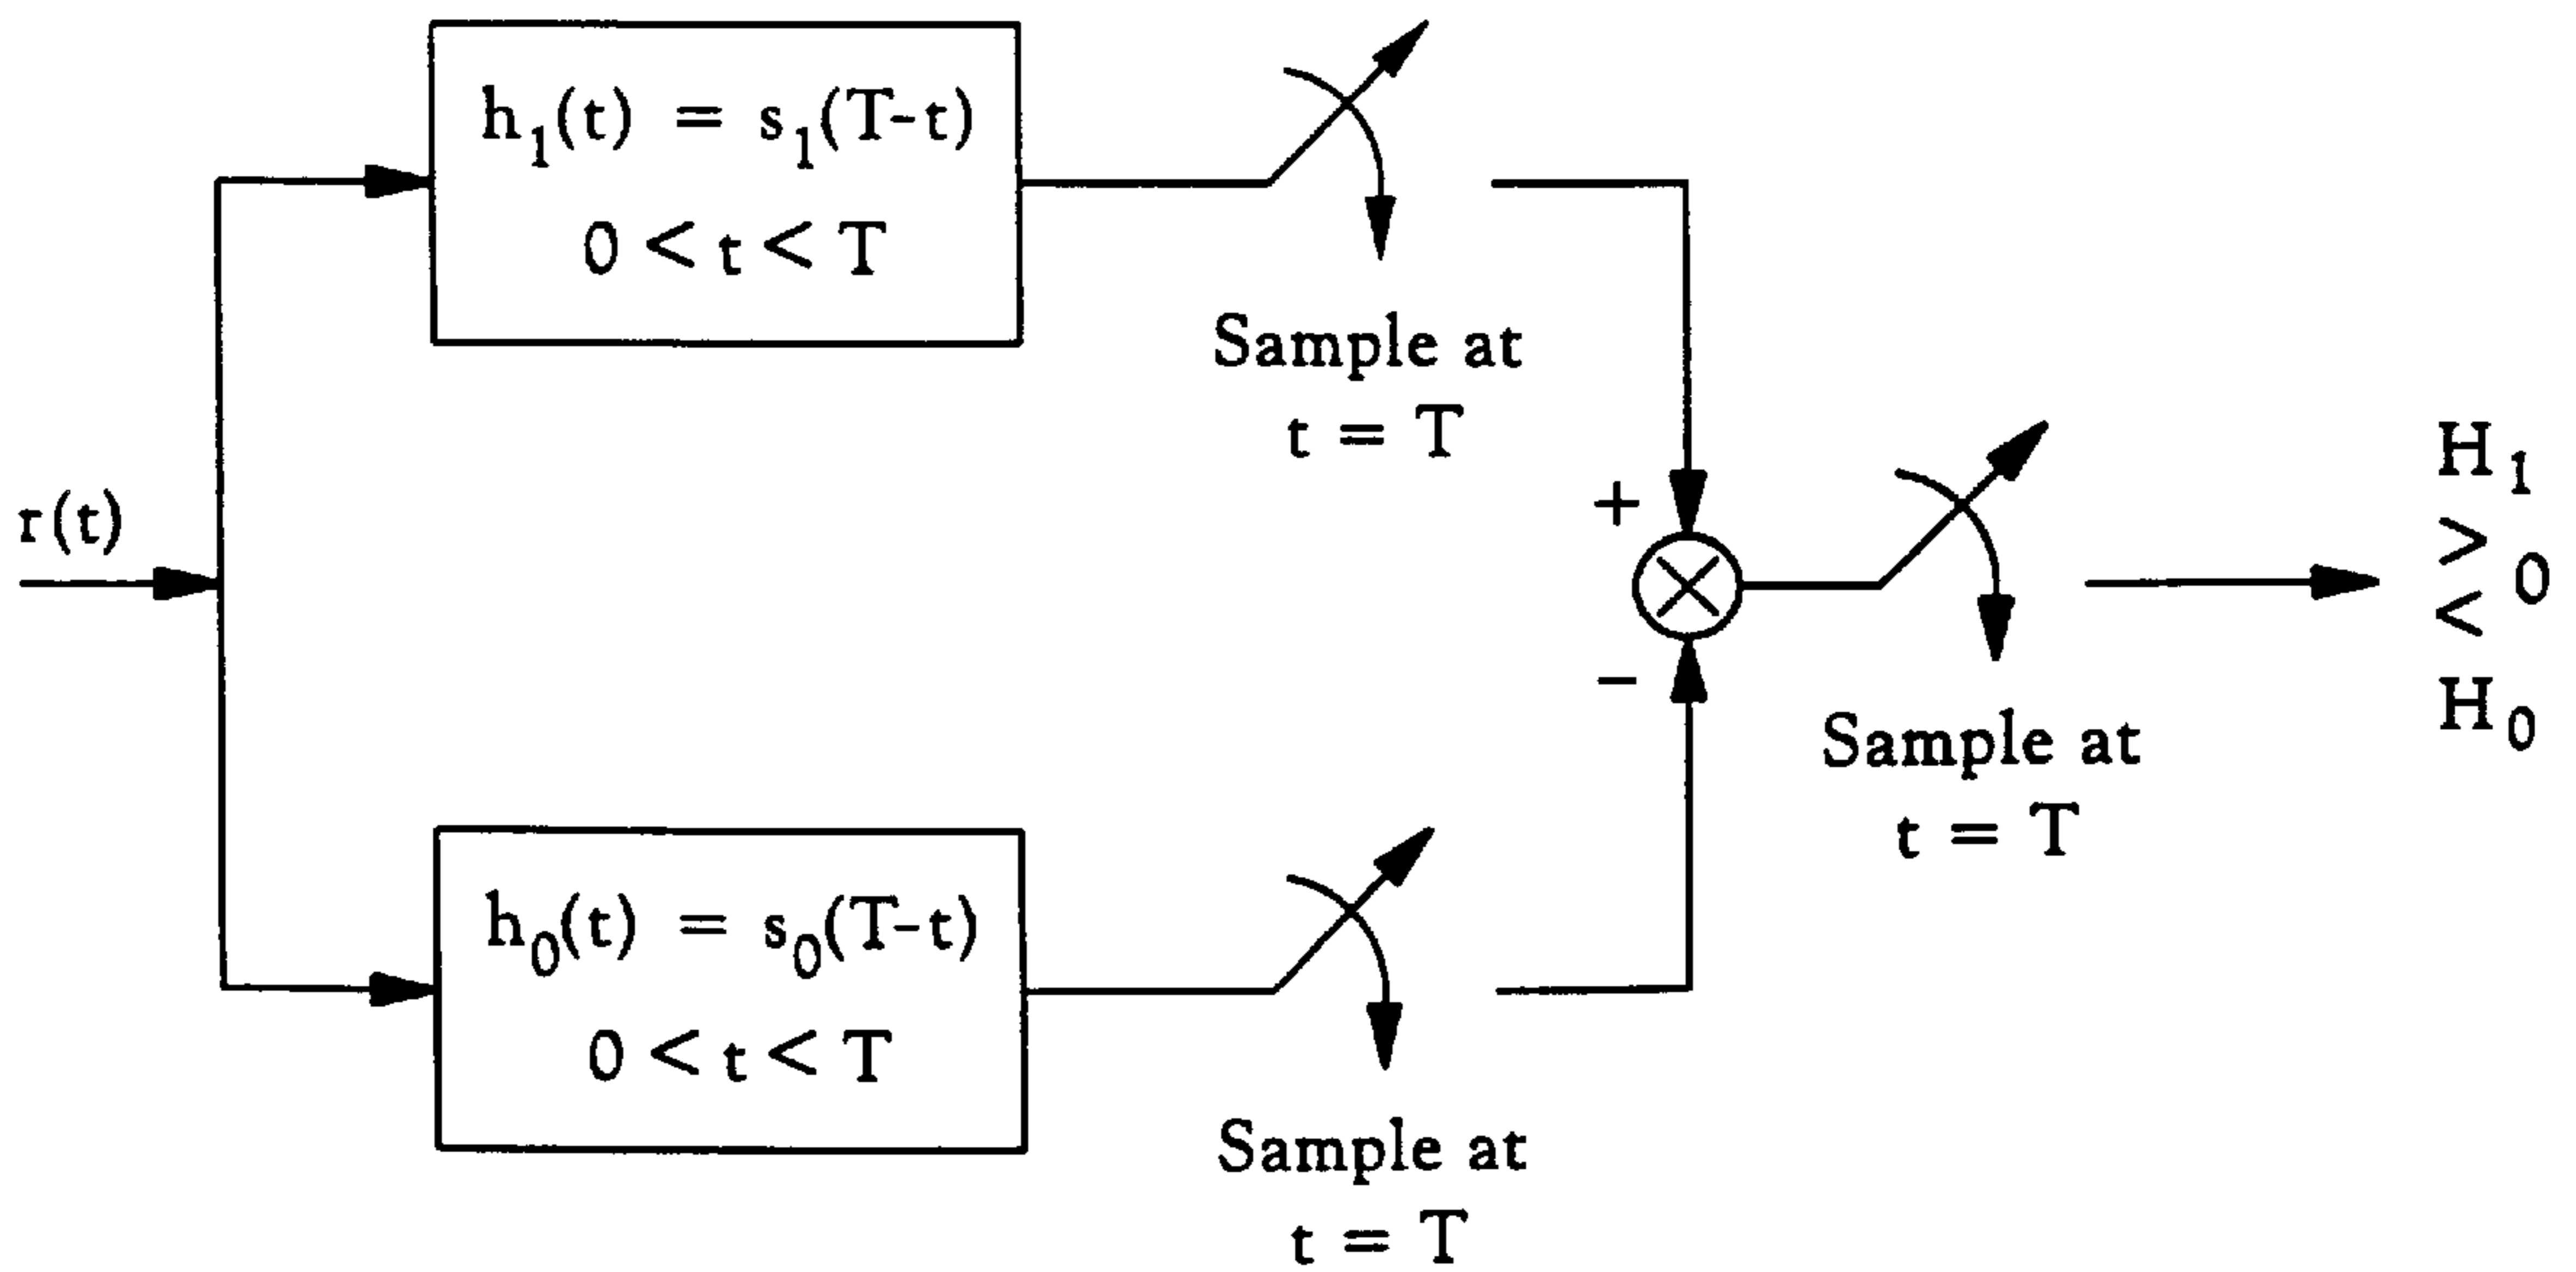 h₁(t) = s₁(T-t)
0 < t < T
Sample at
t = T
r(t)
+
−
H₁
>
<
0
H₀
Sample at
t = T
h₀(t) = s₀(T-t)
0 < t < T
Sample at
t = T